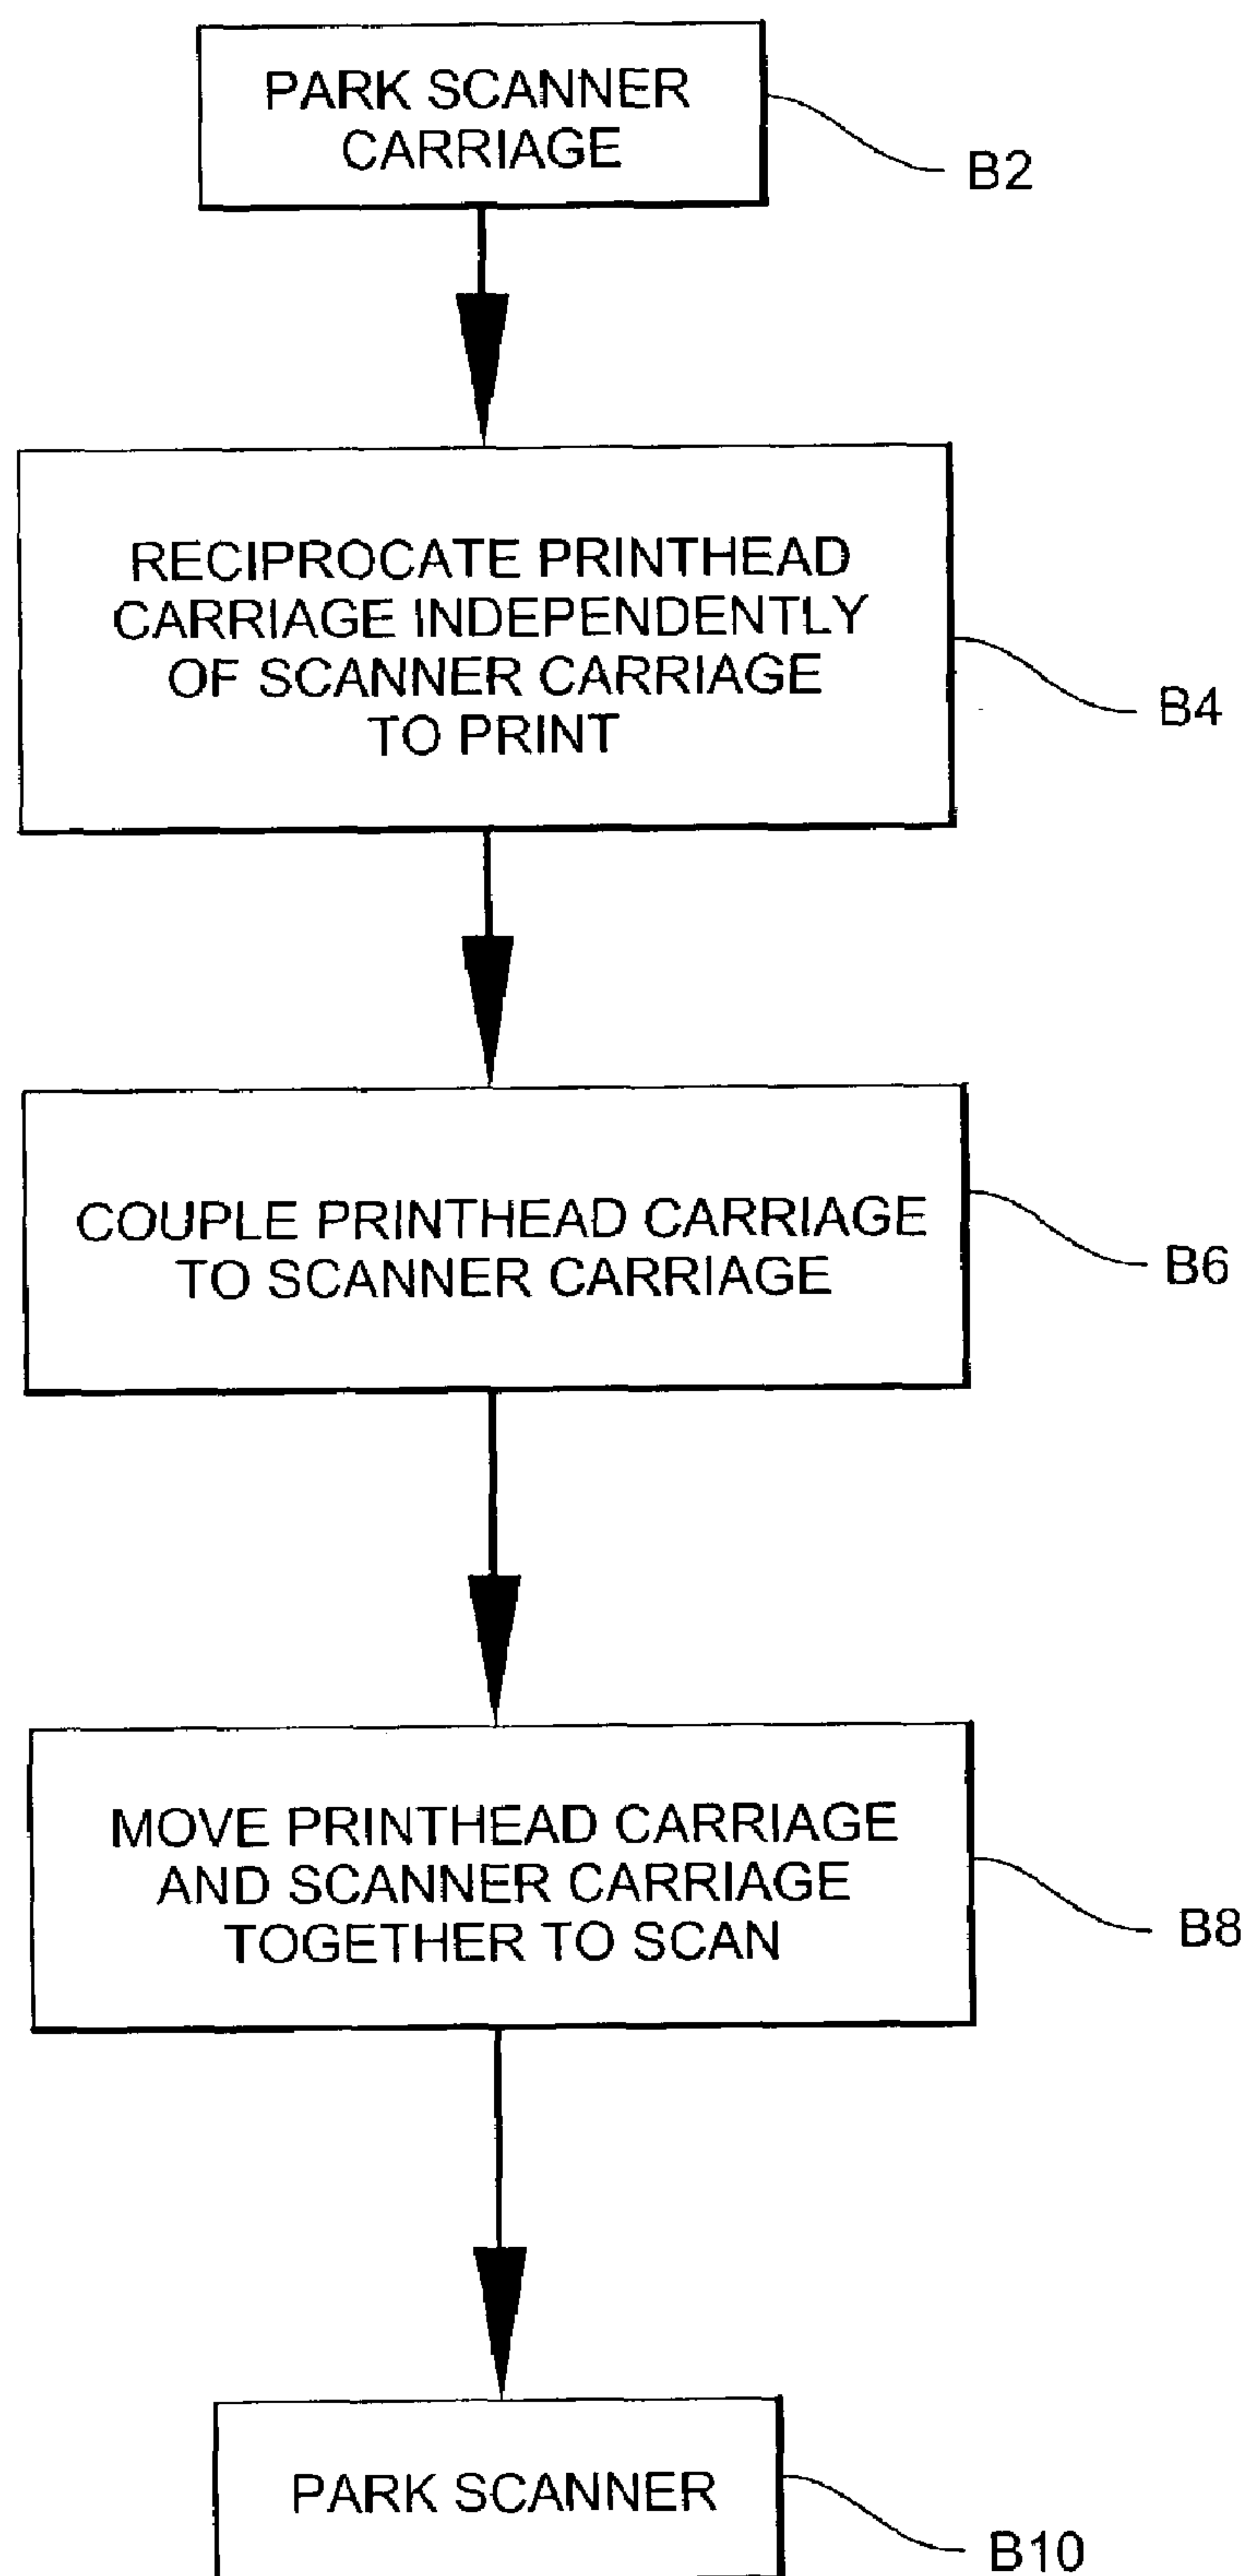 PARK SCANNER
CARRIAGE
B2
RECIPROCATE PRINTHEAD
CARRIAGE INDEPENDENTLY
OF SCANNER CARRIAGE
TO PRINT
B4
COUPLE PRINTHEAD CARRIAGE
TO SCANNER CARRIAGE
B6
MOVE PRINTHEAD CARRIAGE
AND SCANNER CARRIAGE
TOGETHER TO SCAN
B8
PARK SCANNER
B10